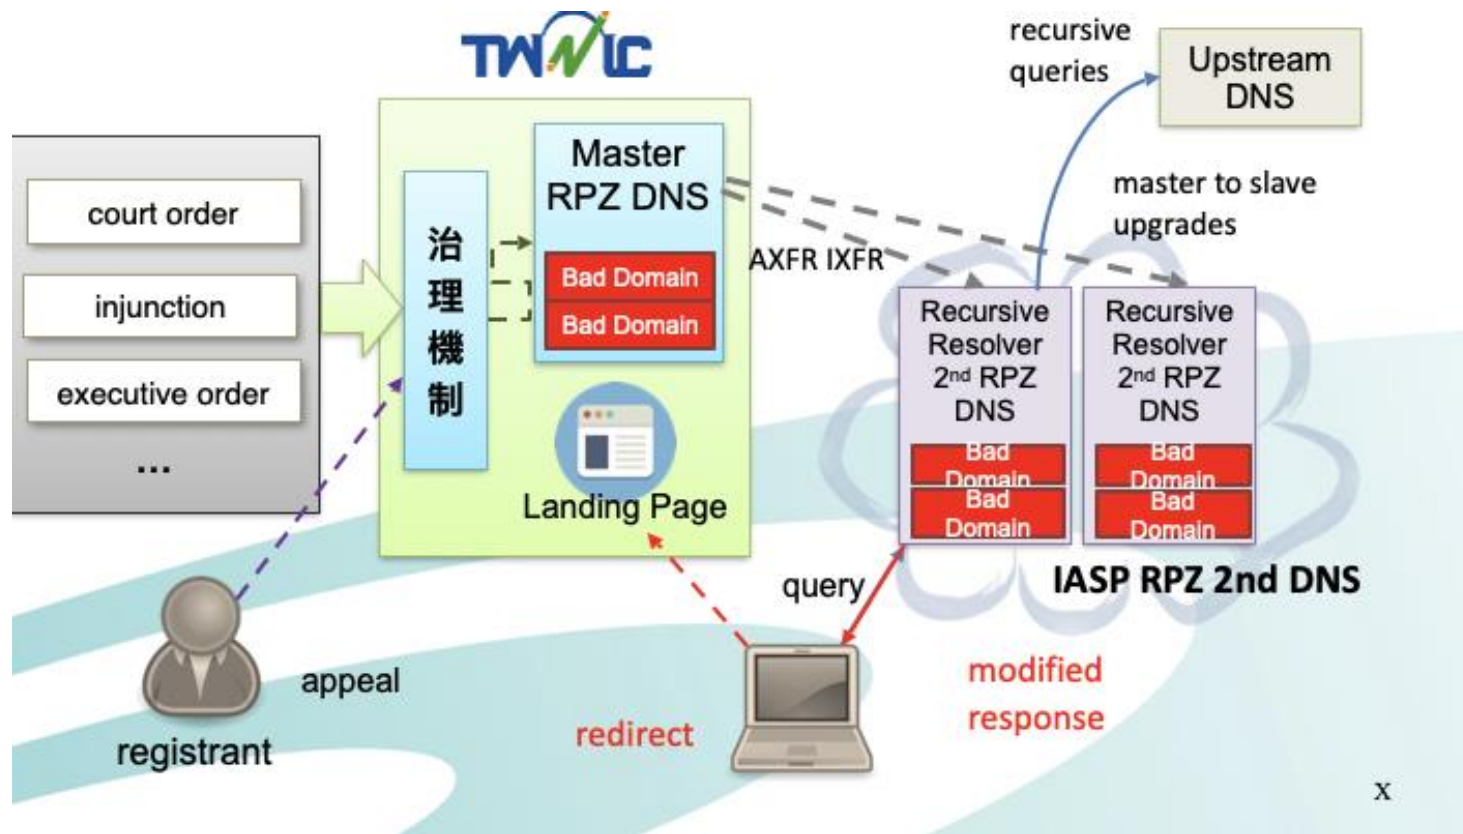 TWNIC
court order
injunction
executive order
...
治
理
機
制
Master
RPZ DNS
Bad Domain
Bad Domain
Landing Page
recursive
queries
Upstream
DNS
master to slave
upgrades
AXFR IXFR
Recursive
Resolver
2nd RPZ
DNS
Bad
Domain
Bad
Domain
Recursive
Resolver
2nd RPZ
DNS
Bad
Domain
Bad
Domain
IASP RPZ 2nd DNS
query
modified
response
redirect
appeal
registrant
x